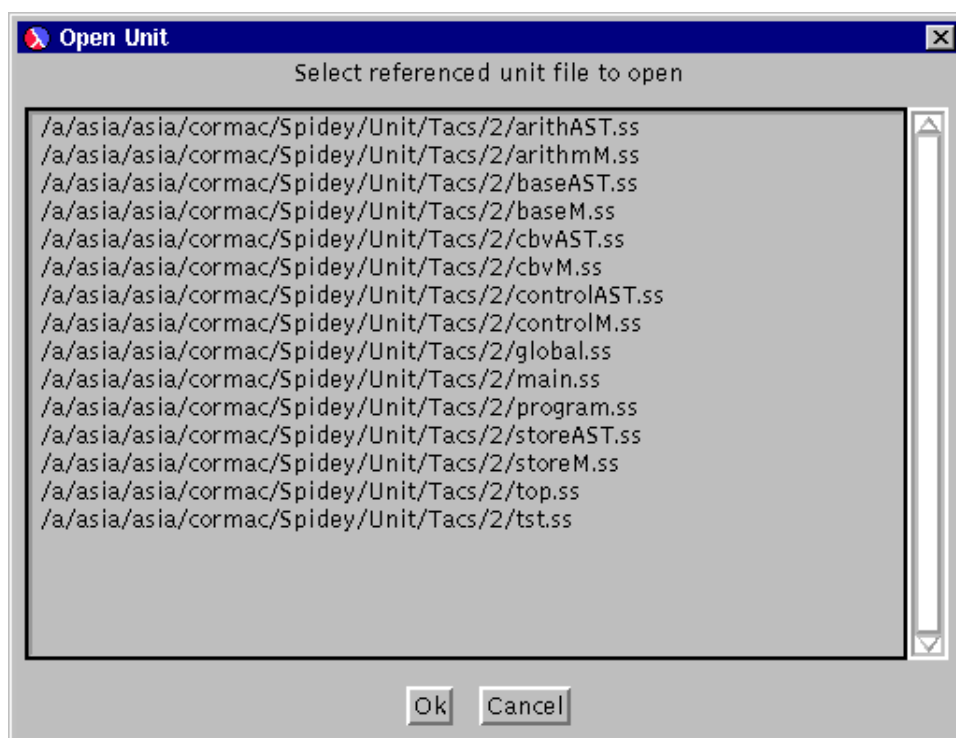 Open Unit
Select referenced unit file to open
/a/asia/asia/cormac/Spidey/Unit/Tacs/2/arithAST.ss
/a/asia/asia/cormac/Spidey/Unit/Tacs/2/arithmM.ss
/a/asia/asia/cormac/Spidey/Unit/Tacs/2/baseAST.ss
/a/asia/asia/cormac/Spidey/Unit/Tacs/2/baseM.ss
/a/asia/asia/cormac/Spidey/Unit/Tacs/2/cbvAST.ss
/a/asia/asia/cormac/Spidey/Unit/Tacs/2/cbvM.ss
/a/asia/asia/cormac/Spidey/Unit/Tacs/2/controlAST.ss
/a/asia/asia/cormac/Spidey/Unit/Tacs/2/controlM.ss
/a/asia/asia/cormac/Spidey/Unit/Tacs/2/global.ss
/a/asia/asia/cormac/Spidey/Unit/Tacs/2/main.ss
/a/asia/asia/cormac/Spidey/Unit/Tacs/2/program.ss
/a/asia/asia/cormac/Spidey/Unit/Tacs/2/storeAST.ss
/a/asia/asia/cormac/Spidey/Unit/Tacs/2/storeM.ss
/a/asia/asia/cormac/Spidey/Unit/Tacs/2/top.ss
/a/asia/asia/cormac/Spidey/Unit/Tacs/2/tst.ss
Ok Cancel